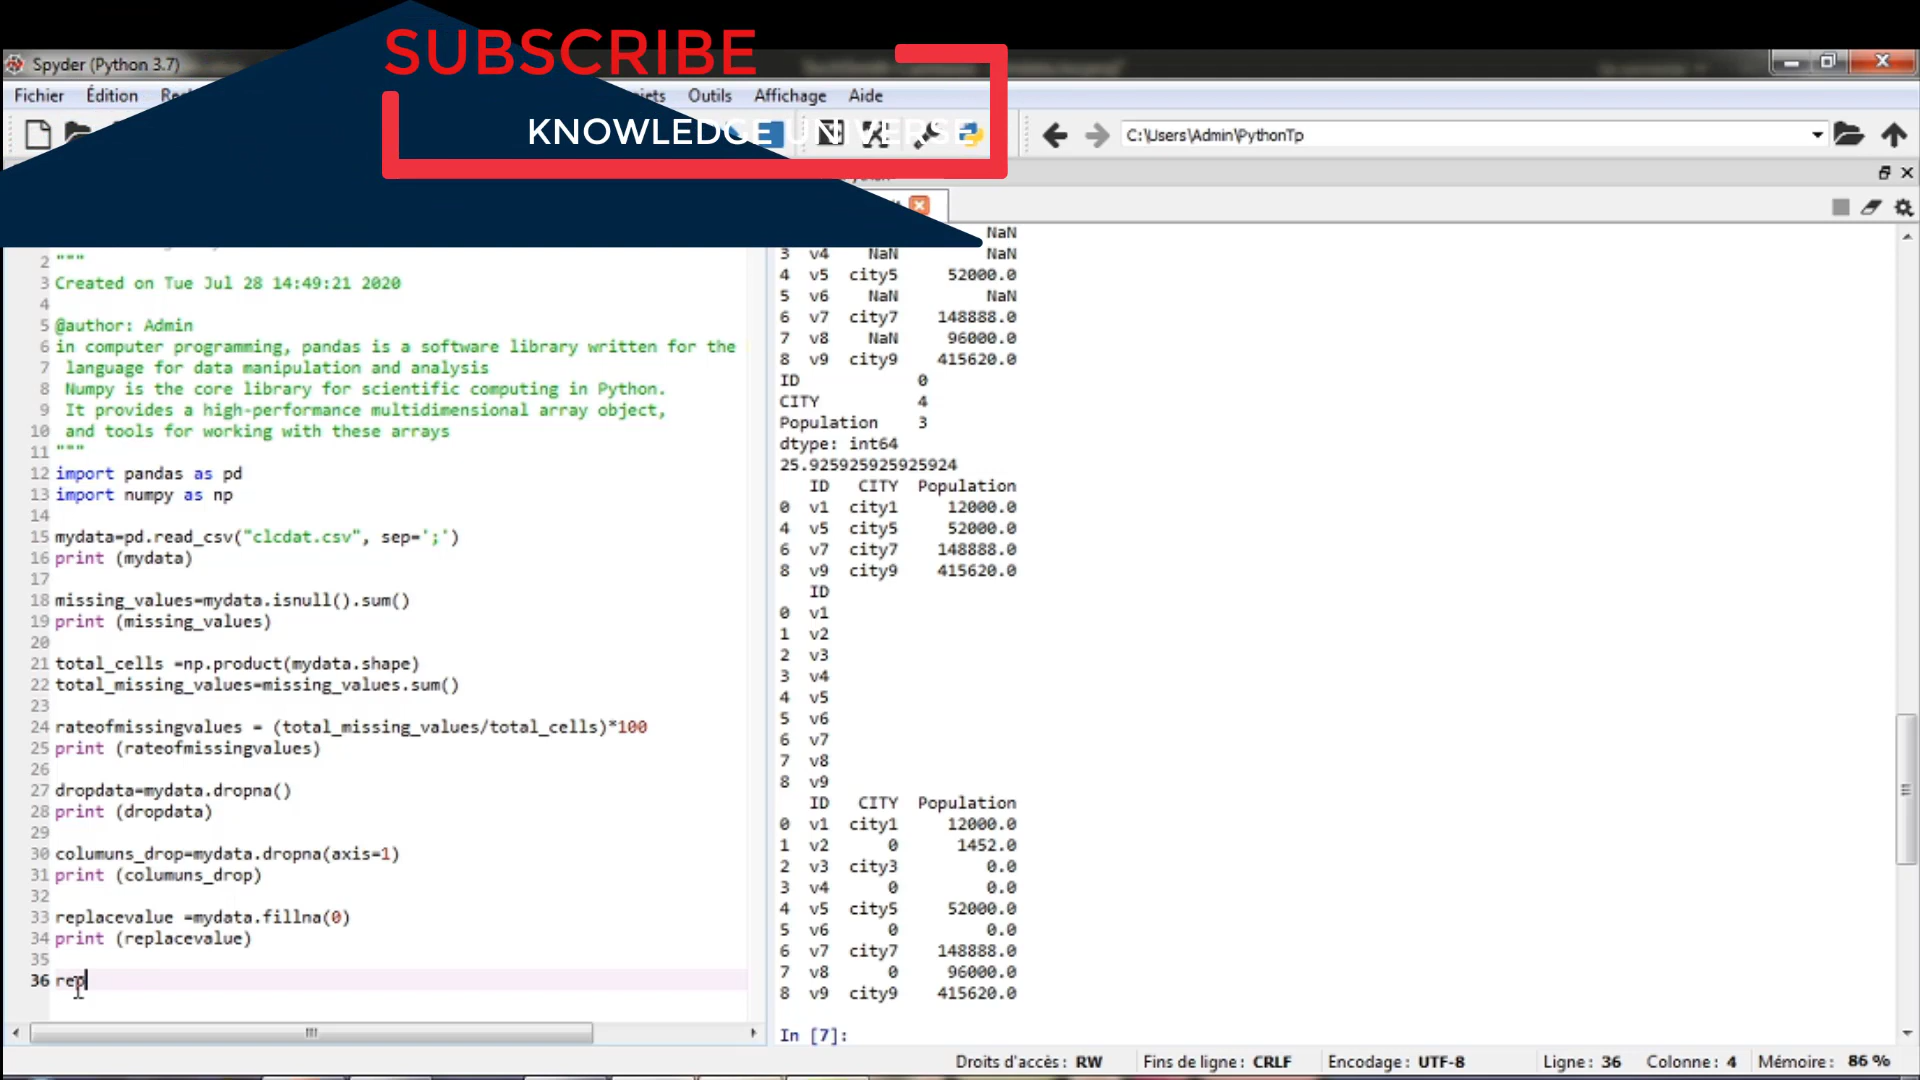 SUBSCRIBE
KNOWLEDGE UNIVERSE
Spyder (Python 3.7)
Fichier Édition Outils Affichage Aide
C:\Users\Admin\PythonTp
2 """
3 Created on Tue Jul 28 14:49:21 2020
4
5 @author: Admin
6 in computer programming, pandas is a software library written for the
7 language for data manipulation and analysis
8 Numpy is the core library for scientific computing in Python.
9 It provides a high-performance multidimensional array object,
10 and tools for working with these arrays
11 """
12 import pandas as pd
13 import numpy as np
14
15 mydata=pd.read_csv("clcdat.csv", sep=';')
16 print (mydata)
17
18 missing_values=mydata.isnull().sum()
19 print (missing_values)
20
21 total_cells =np.product(mydata.shape)
22 total_missing_values=missing_values.sum()
23
24 rateofmissingvalues = (total_missing_values/total_cells)*100
25 print (rateofmissingvalues)
26
27 dropdata=mydata.dropna()
28 print (dropdata)
29
30 columuns_drop=mydata.dropna(axis=1)
31 print (columuns_drop)
32
33 replacevalue =mydata.fillna(0)
34 print (replacevalue)
35
36 rep
NaN
3 v4 NaN NaN
4 v5 city5 52000.0
5 v6 NaN NaN
6 v7 city7 148888.0
7 v8 NaN 96000.0
8 v9 city9 415620.0
ID 0
CITY 4
Population 3
dtype: int64
25.925925925925924
ID CITY Population
0 v1 city1 12000.0
4 v5 city5 52000.0
6 v7 city7 148888.0
8 v9 city9 415620.0
ID
0 v1
1 v2
2 v3
3 v4
4 v5
5 v6
6 v7
7 v8
8 v9
ID CITY Population
0 v1 city1 12000.0
1 v2 0 1452.0
2 v3 city3 0.0
3 v4 0 0.0
4 v5 city5 52000.0
5 v6 0 0.0
6 v7 city7 148888.0
7 v8 0 96000.0
8 v9 city9 415620.0
In [7]:
Droits d'accès : RW Fins de ligne : CRLF Encodage : UTF-8 Ligne : 36 Colonne : 4 Mémoire : 86 %